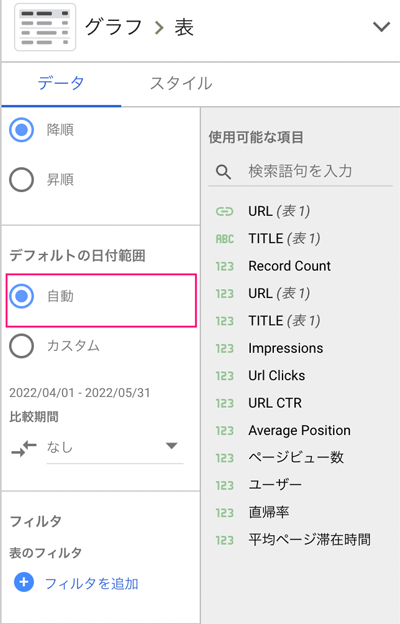 グラフ > 表
データ
スタイル
降順
昇順
デフォルトの日付範囲
自動
カスタム
2022/04/01 - 2022/05/31
比較期間
なし
フィルタ
表のフィルタ
フィルタを追加
使用可能な項目
検索語句を入力
URL (表 1)
ABC TITLE (表 1)
123 Record Count
123 URL (表 1)
123 TITLE (表 1)
123 Impressions
123 Url Clicks
123 URL CTR
123 Average Position
123 ページビュー数
123 ユーザー
123 直帰率
123 平均ページ滞在時間